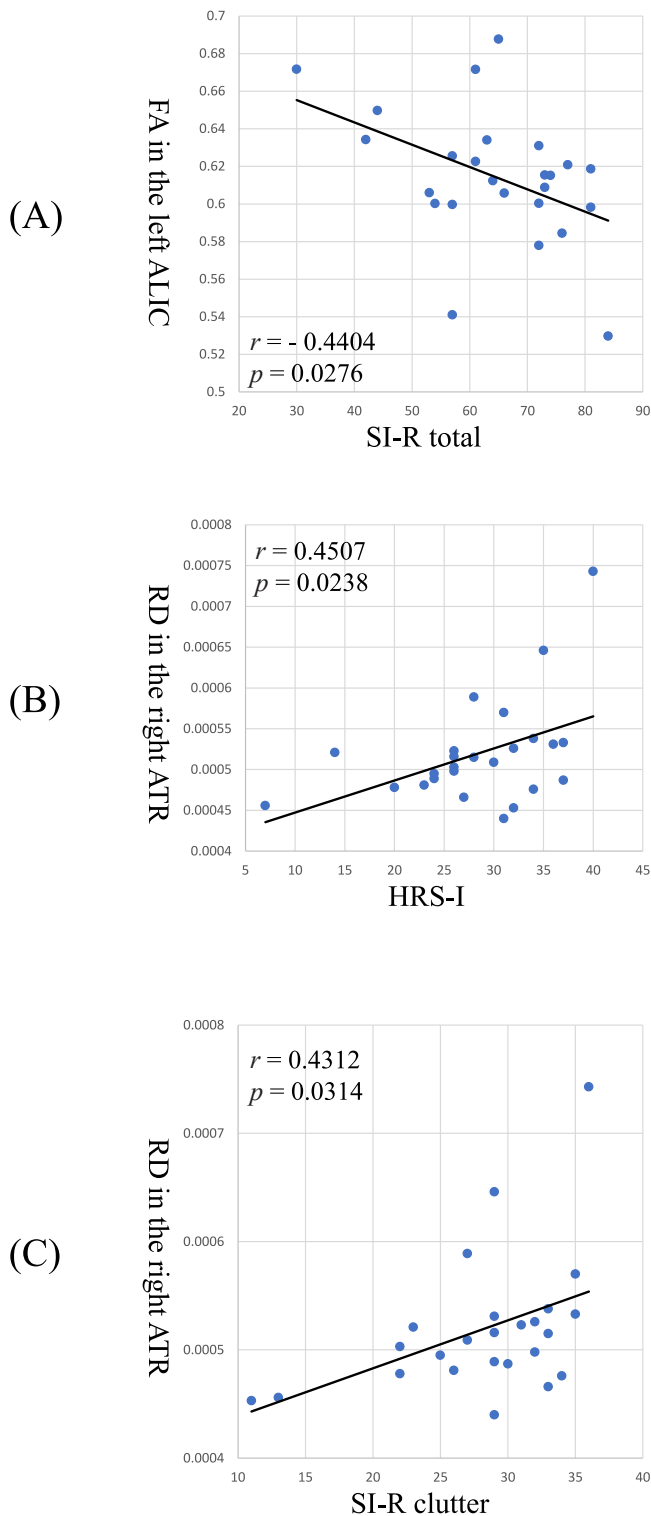 (A)
FA in the left ALIC
0.7
0.68
0.66
0.64
0.62
0.6
0.58
0.56
0.54
0.52
0.5
r = - 0.4404
p = 0.0276
20 30 40 50 60 70 80 90
SI-R total
(B)
RD in the right ATR
0.0008
0.00075
0.0007
0.00065
0.0006
0.00055
0.0005
0.00045
0.0004
r = 0.4507
p = 0.0238
5 10 15 20 25 30 35 40 45
HRS-I
(C)
RD in the right ATR
0.0008
0.0007
0.0006
0.0005
0.0004
r = 0.4312
p = 0.0314
10 15 20 25 30 35 40
SI-R clutter